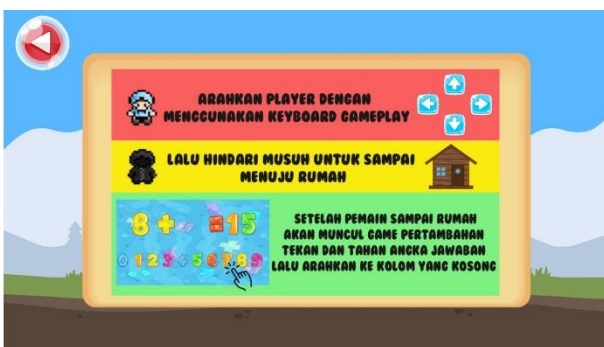 ARAHKAN PLAYER DENGAN
MENGGUNAKAN KEYBOARD GAMEPLAY
LALU HINDARI MUSUH UNTUK SAMPAI
MENUJU RUMAH
8 + = 15
0 1 2 3 4 5 6 7 8 9
SETELAH PEMAIN SAMPAI RUMAH
AKAN MUNCUL GAME PERTAMBAHAN
TEKAN DAN TAHAN ANGKA JAWABAN
LALU ARAHKAN KE KOLOM YANG KOSONG